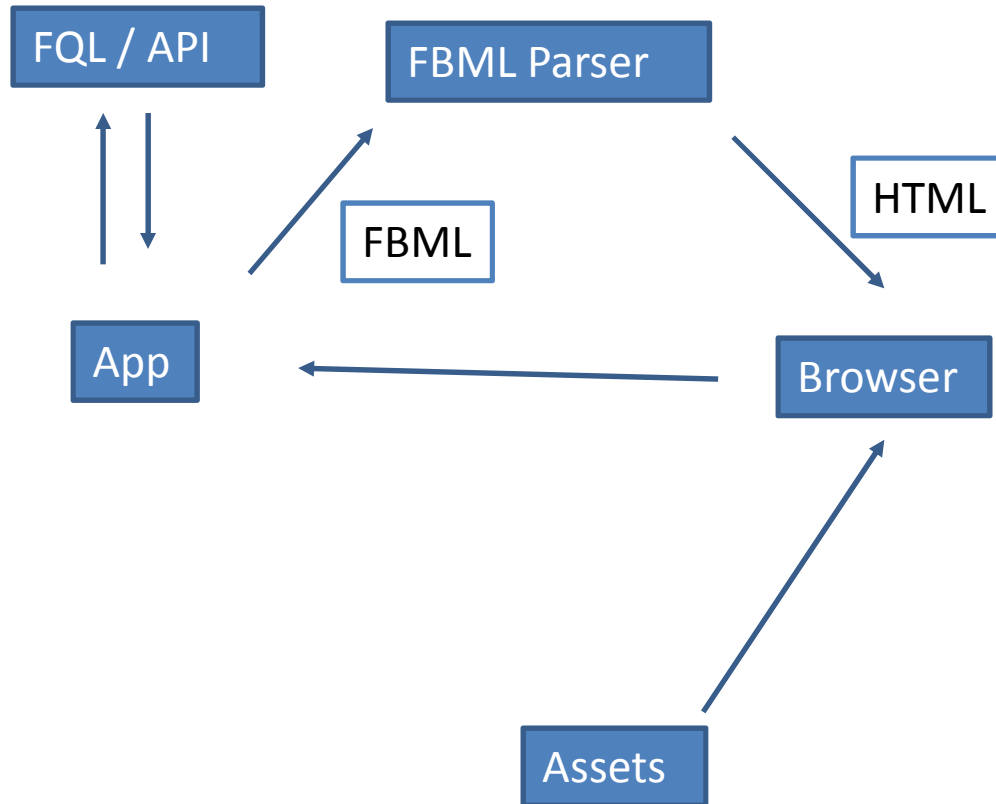 FQL / API
FBML Parser
HTML
FBML
App
Browser
Assets